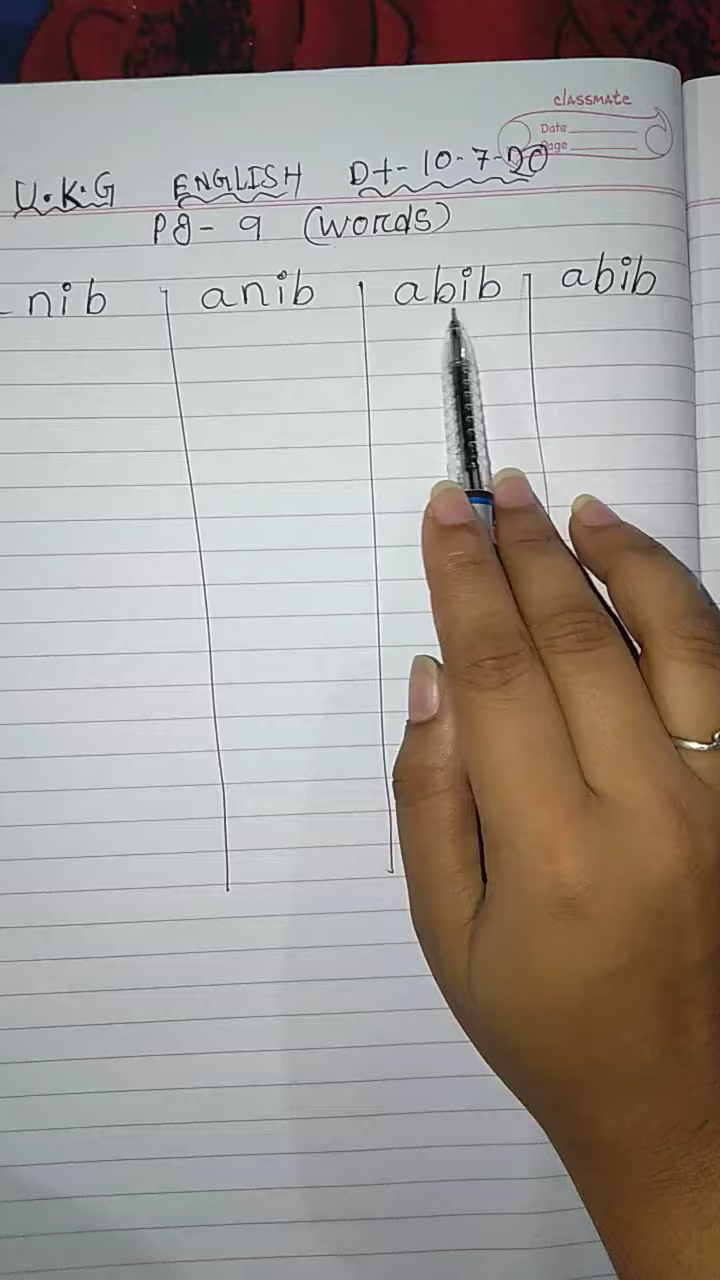 classmate
Date
Page
U.K.G ENGLISH Dt-10-7-20
Pg-9 (words)
nib anib abib abib